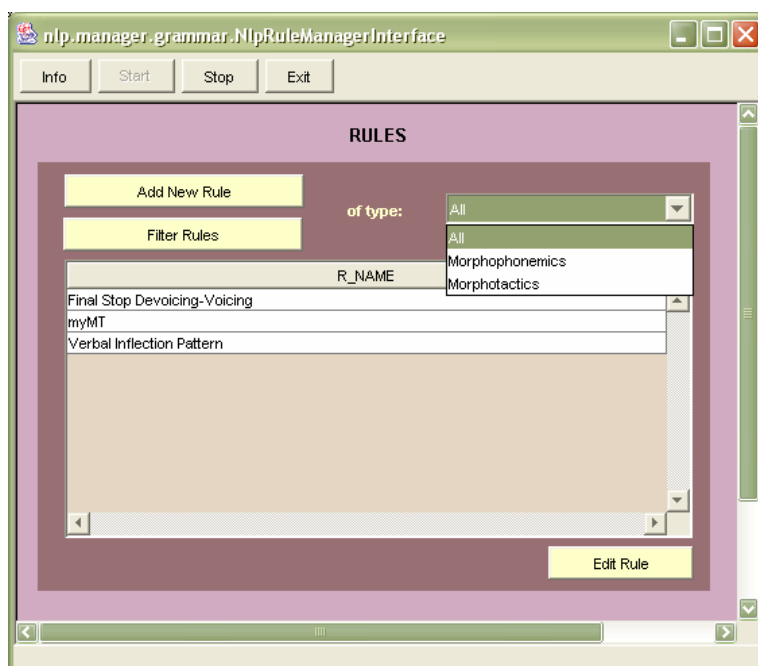 nlp.manager.grammar.NlpRuleManagerInterface
Info Start Stop Exit
RULES
Add New Rule
of type: All
Filter Rules
All
Morphophonemics
Morphotactics
R_NAME
Final Stop Devoicing-Voicing
myMT
Verbal Inflection Pattern
Edit Rule